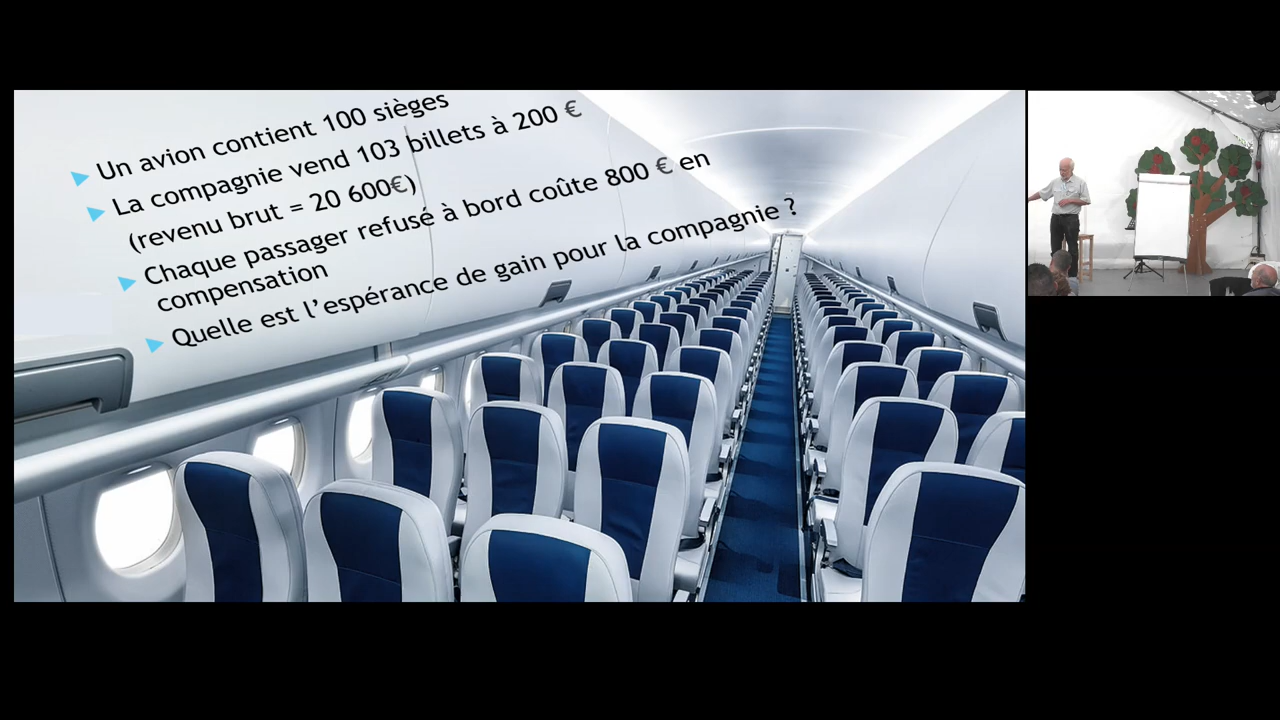 Un avion contient 100 sièges
La compagnie vend 103 billets à 200 €
(revenu brut = 20 600€)
Chaque passager refusé à bord coûte 800 € en
compensation
Quelle est l’espérance de gain pour la compagnie ?